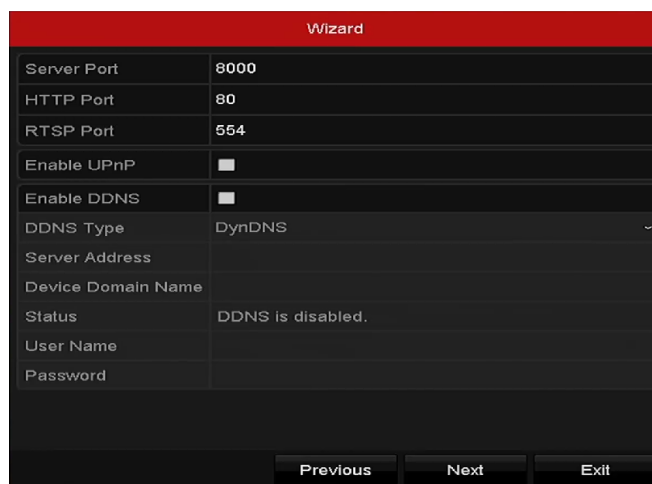 Wizard
Server Port 8000
HTTP Port 80
RTSP Port 554
Enable UPnP
Enable DDNS
DDNS Type DynDNS
Server Address
Device Domain Name
Status DDNS is disabled.
User Name
Password
Previous Next Exit